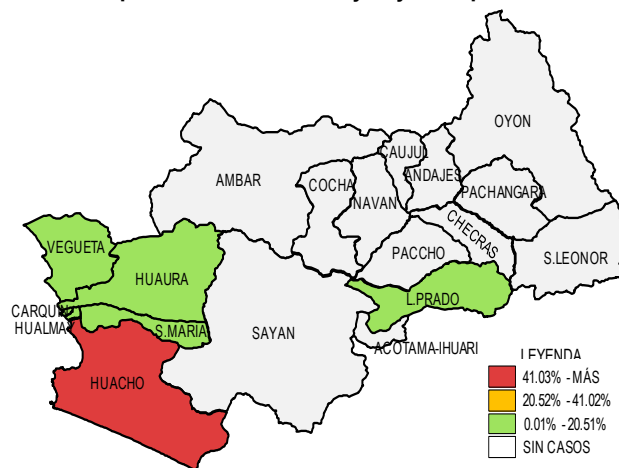 OYON
CAUJUL
ANDAJES
AMBAR
COCHA
NAVAN
PACHANGARA
CHECRAS
VEGUETA
PACCHO
S.LEONOR
HUAURA
L.PRADO
CARQUIN
HUALMA
S.MARIA
SAYAN
ACOTAMA-IHUARI
HUACHO
LEYENDA
41.03% - MÁS
20.52% - 41.02%
0.01% - 20.51%
SIN CASOS